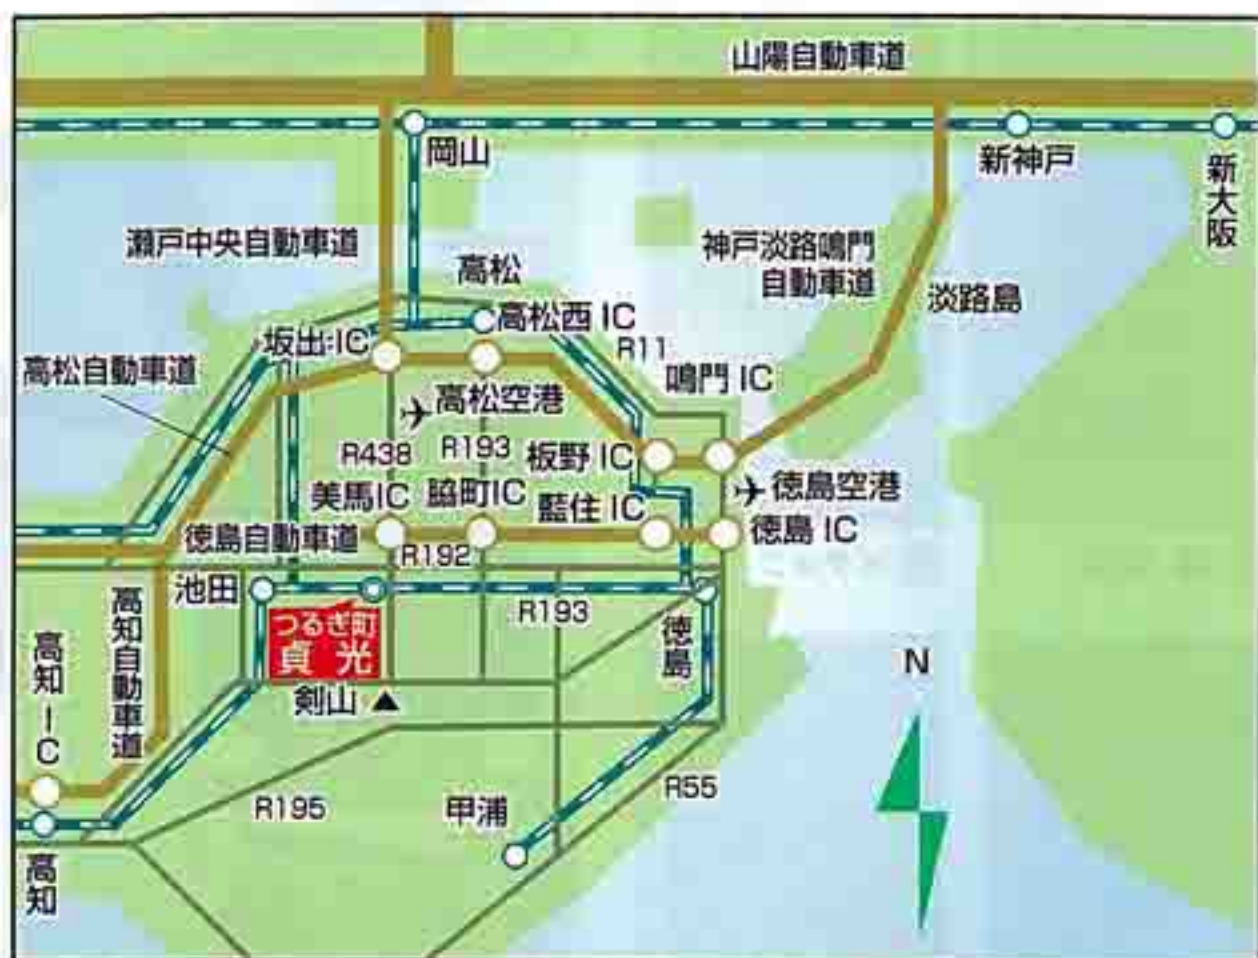 山陽自動車道
岡山
新神戸
新大阪
瀬戸中央自動車道
高松
神戸淡路鳴門
自動車道
淡路島
高松西 IC
坂出 IC
R11
高松自動車道
鳴門 IC
高松空港
R438
R193
板野 IC
美馬IC
脇町IC
藍住 IC
徳島空港
徳島自動車道
徳島 IC
R192
池田
R193
つるぎ町
貞光
徳島
高知自動車道
高知IC
剣山
N
R55
R195
甲浦
高知